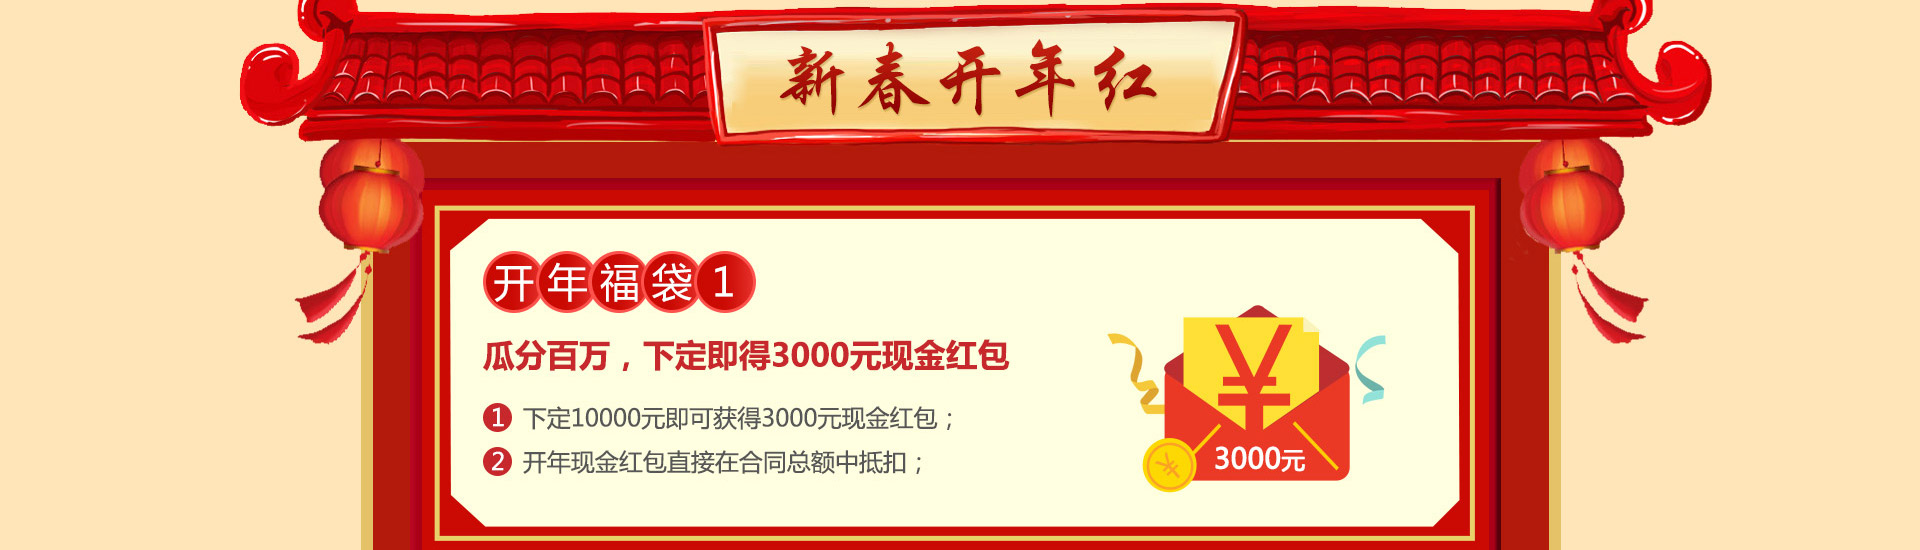 新春开年红
开年福袋1
瓜分百万，下定即得3000元现金红包
1 下定10000元即可获得3000元现金红包；
2 开年现金红包直接在合同总额中抵扣；
¥
3000元
¥